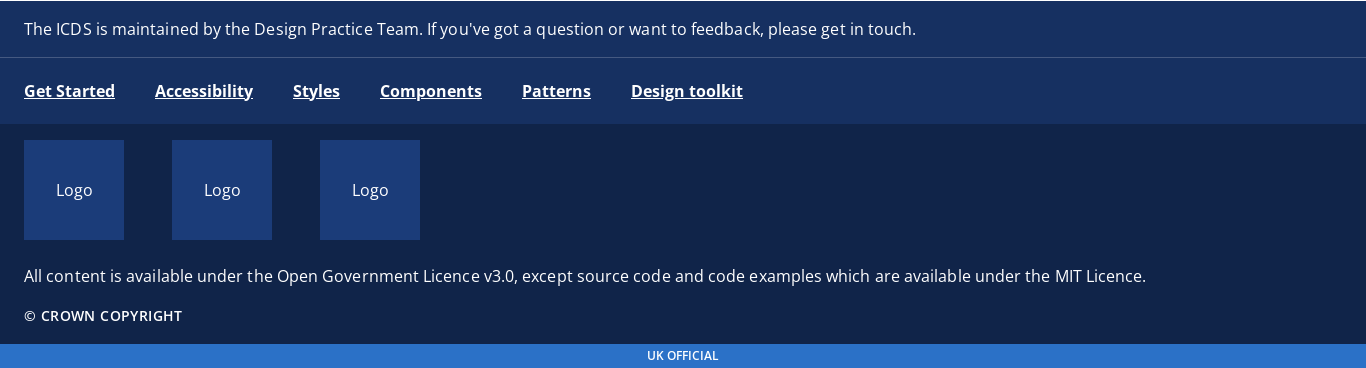 The ICDS is maintained by the Design Practice Team. If you've got a question or want to feedback, please get in touch.
Get Started Accessibility Styles Components Patterns Design toolkit
Logo Logo Logo
All content is available under the Open Government Licence v3.0, except source code and code examples which are available under the MIT Licence.
© CROWN COPYRIGHT
UK OFFICIAL